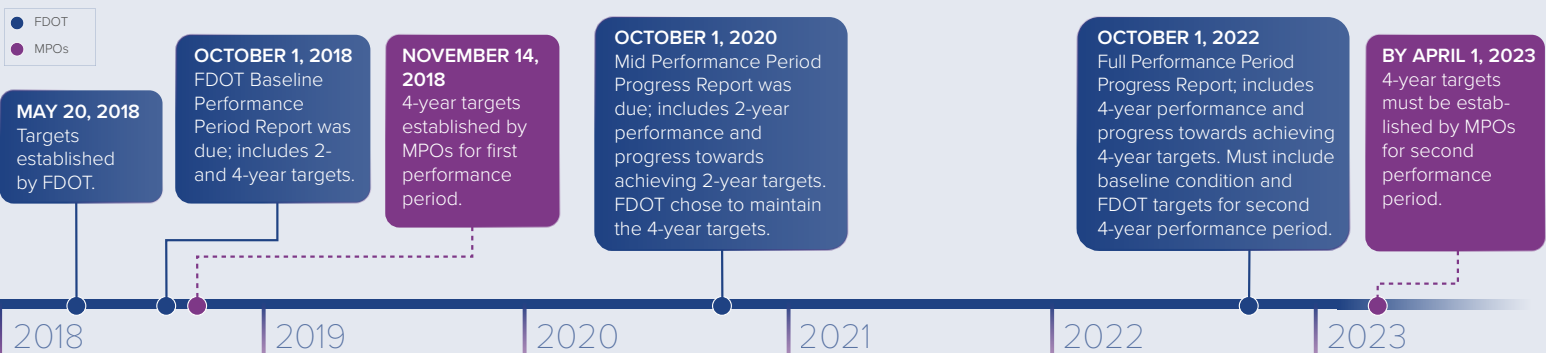 FDOT
MPOs
MAY 20, 2018
Targets
established
by FDOT.
OCTOBER 1, 2018
FDOT Baseline
Performance
Period Report was
due; includes 2-
and 4-year targets.
NOVEMBER 14,
2018
4-year targets
established by
MPOs for first
performance
period.
OCTOBER 1, 2020
Mid Performance Period
Progress Report was
due; includes 2-year
performance and
progress towards
achieving 2-year targets.
FDOT chose to maintain
the 4-year targets.
OCTOBER 1, 2022
Full Performance Period
Progress Report; includes
4-year performance and
progress towards achieving
4-year targets. Must include
baseline condition and
FDOT targets for second
4-year performance period.
BY APRIL 1, 2023
4-year targets
must be estab-
lished by MPOs
for second
performance
period.
2018
2019
2020
2021
2022
2023